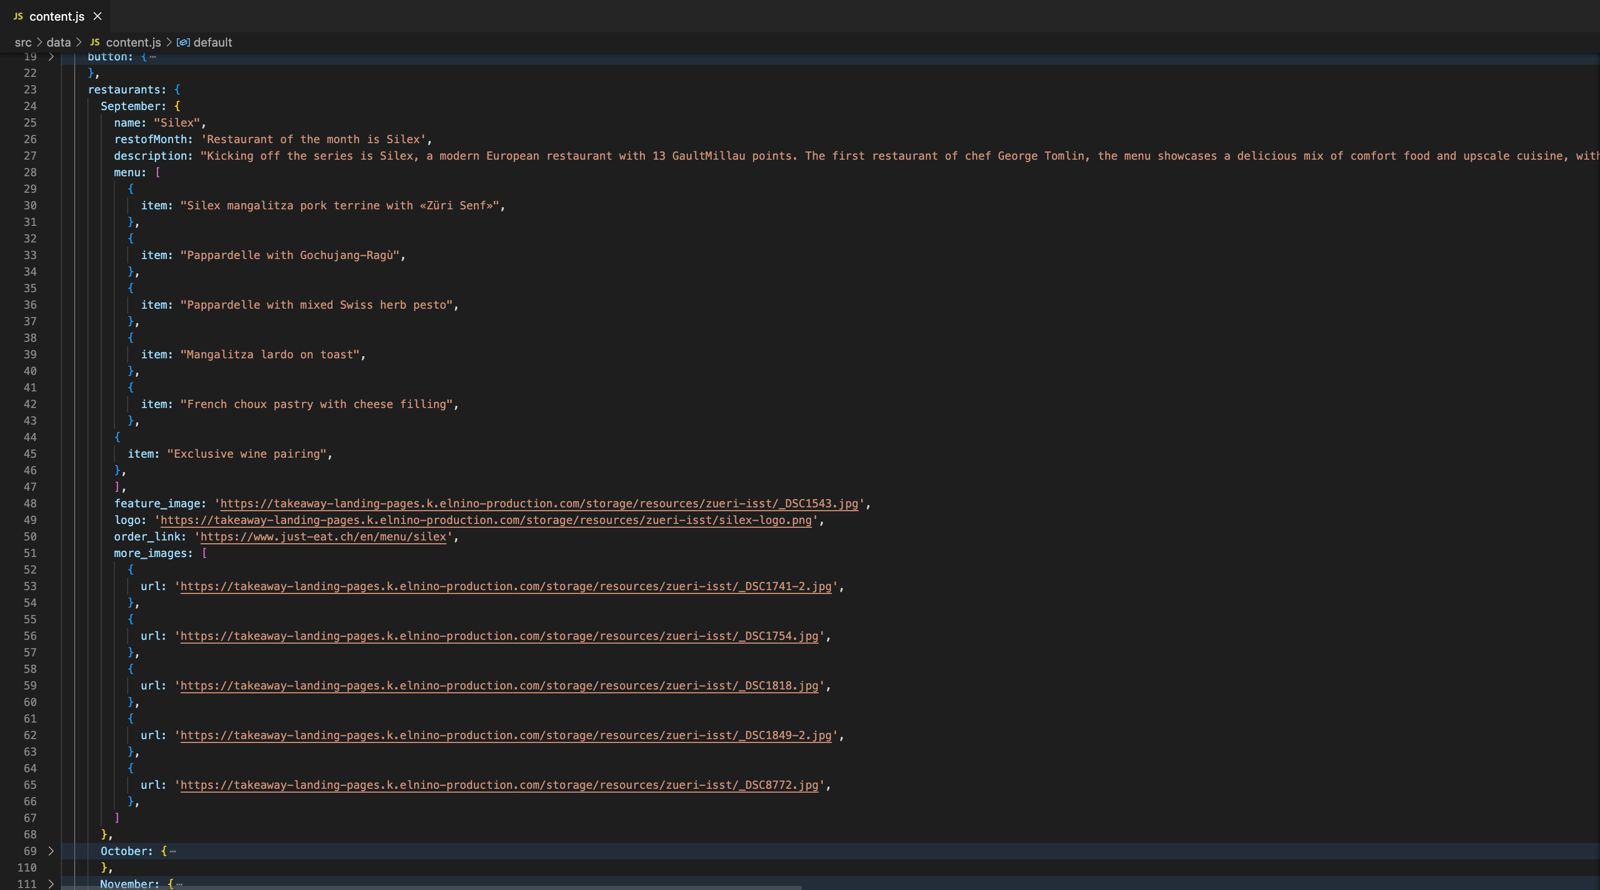 JS content.js ×
src > data > JS content.js > default
19 > button: {…
22 },
23 restaurants: {
24 September: {
25 name: "Silex",
26 restofMonth: 'Restaurant of the month is Silex',
27 description: "Kicking off the series is Silex, a modern European restaurant with 13 GaultMillau points. The first restaurant of chef George Tomlin, the menu showcases a delicious mix of comfort food and upscale cuisine, with
28 menu: [
29 {
30 item: "Silex mangalitza pork terrine with «Züri Senf»",
31 },
32 {
33 item: "Pappardelle with Gochujang-Ragù",
34 },
35 {
36 item: "Pappardelle with mixed Swiss herb pesto",
37 },
38 {
39 item: "Mangalitza lardo on toast",
40 },
41 {
42 item: "French choux pastry with cheese filling",
43 },
44 {
45 item: "Exclusive wine pairing",
46 },
47 ],
48 feature_image: 'https://takeaway-landing-pages.k.elnino-production.com/storage/resources/zueri-isst/_DSC1543.jpg',
49 logo: 'https://takeaway-landing-pages.k.elnino-production.com/storage/resources/zueri-isst/silex-logo.png',
50 order_link: 'https://www.just-eat.ch/en/menu/silex',
51 more_images: [
52 {
53 url: 'https://takeaway-landing-pages.k.elnino-production.com/storage/resources/zueri-isst/_DSC1741-2.jpg',
54 },
55 {
56 url: 'https://takeaway-landing-pages.k.elnino-production.com/storage/resources/zueri-isst/_DSC1754.jpg',
57 },
58 {
59 url: 'https://takeaway-landing-pages.k.elnino-production.com/storage/resources/zueri-isst/_DSC1818.jpg',
60 },
61 {
62 url: 'https://takeaway-landing-pages.k.elnino-production.com/storage/resources/zueri-isst/_DSC1849-2.jpg',
63 },
64 {
65 url: 'https://takeaway-landing-pages.k.elnino-production.com/storage/resources/zueri-isst/_DSC8772.jpg',
66 },
67 ]
68 },
69 > October: {…
110 },
111 > November: {…